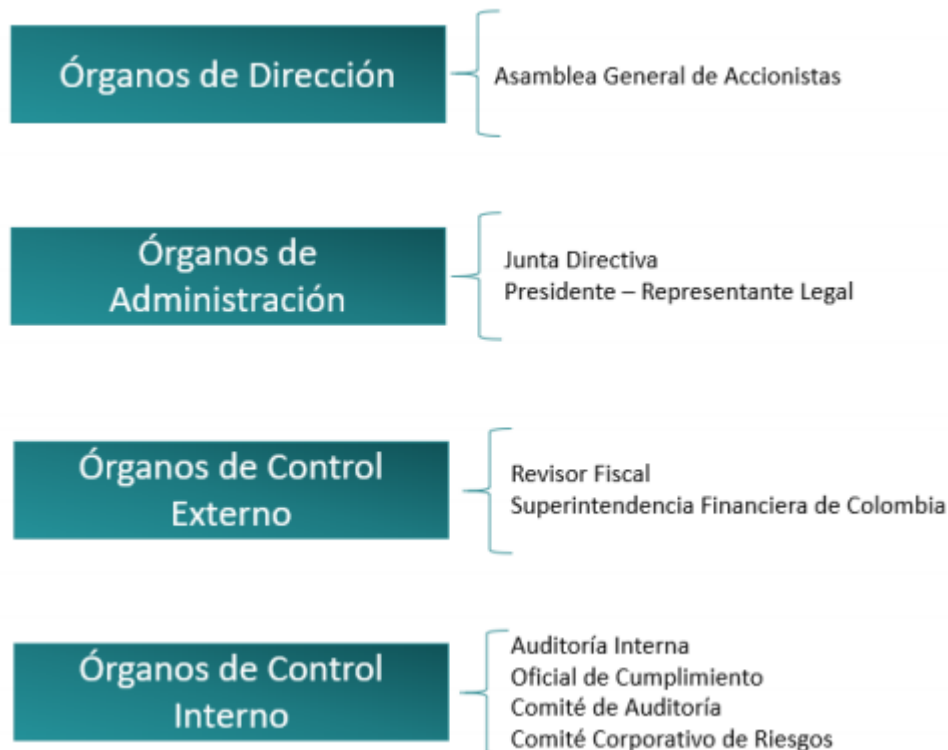 Órganos de Dirección
Asamblea General de Accionistas
Órganos de
Administración
Junta Directiva
Presidente – Representante Legal
Órganos de Control
Externo
Revisor Fiscal
Superintendencia Financiera de Colombia
Órganos de Control
Interno
Auditoría Interna
Oficial de Cumplimiento
Comité de Auditoría
Comité Corporativo de Riesgos